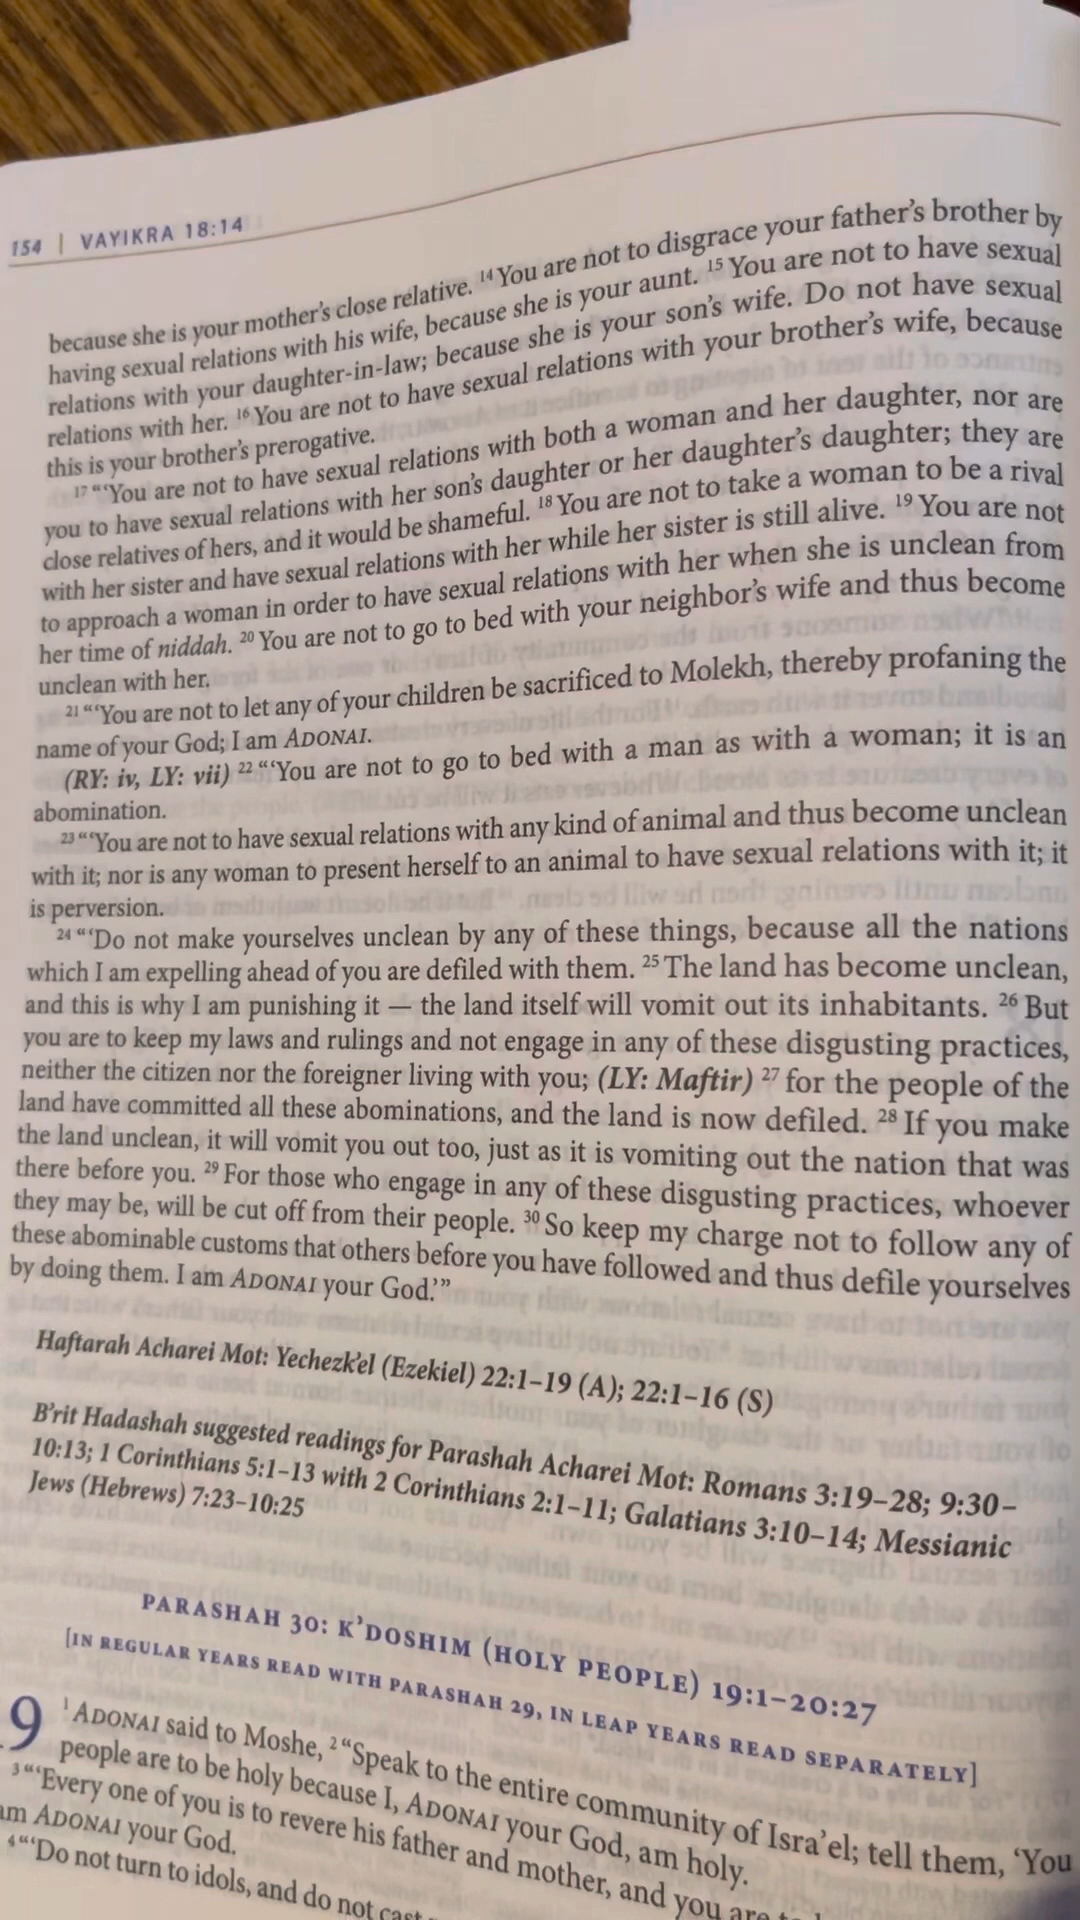 154 | VAYIKRA 18:14
because she is your mother's close relative. 14 You are not to disgrace your father's brother by
having sexual relations with his wife, because she is your aunt. 15 You are not to have sexual
relations with your daughter-in-law; because she is your son's wife. Do not have sexual
relations with her. 16 You are not to have sexual relations with your brother's wife, because
this is your brother's prerogative.
17 "'You are not to have sexual relations with both a woman and her daughter, nor are
you to have sexual relations with her son's daughter or her daughter's daughter; they are
close relatives of hers, and it would be shameful. 18 You are not to take a woman to be a rival
with her sister and have sexual relations with her while her sister is still alive. 19 You are not
to approach a woman in order to have sexual relations with her when she is unclean from
her time of niddah. 20 You are not to go to bed with your neighbor's wife and thus become
unclean with her.
21 "'You are not to let any of your children be sacrificed to Molekh, thereby profaning the
name of your God; I am ADONAI.
(RY: iv, LY: vii) 22 "'You are not to go to bed with a man as with a woman; it is an
abomination.
23 "'You are not to have sexual relations with any kind of animal and thus become unclean
with it; nor is any woman to present herself to an animal to have sexual relations with it; it
is perversion.
24 "'Do not make yourselves unclean by any of these things, because all the nations
which I am expelling ahead of you are defiled with them. 25 The land has become unclean,
and this is why I am punishing it — the land itself will vomit out its inhabitants. 26 But
you are to keep my laws and rulings and not engage in any of these disgusting practices,
neither the citizen nor the foreigner living with you; (LY: Maftir) 27 for the people of the
land have committed all these abominations, and the land is now defiled. 28 If you make
the land unclean, it will vomit you out too, just as it is vomiting out the nation that was
there before you. 29 For those who engage in any of these disgusting practices, whoever
they may be, will be cut off from their people. 30 So keep my charge not to follow any of
these abominable customs that others before you have followed and thus defile yourselves
by doing them. I am ADONAI your God.'"
Haftarah Acharei Mot: Yechezk'el (Ezekiel) 22:1–19 (A); 22:1–16 (S)
B'rit Hadashah suggested readings for Parashah Acharei Mot: Romans 3:19–28; 9:30–
10:13; 1 Corinthians 5:1–13 with 2 Corinthians 2:1–11; Galatians 3:10–14; Messianic
Jews (Hebrews) 7:23–10:25
PARASHAH 30: K'DOSHIM (HOLY PEOPLE) 19:1–20:27
[IN REGULAR YEARS READ WITH PARASHAH 29, IN LEAP YEARS READ SEPARATELY]
9 1 ADONAI said to Moshe, 2 "Speak to the entire community of Isra'el; tell them, 'You
people are to be holy because I, ADONAI your God, am holy.
3 "'Every one of you is to revere his father and mother, and you are
am ADONAI your God.
4 "'Do not turn to idols, and do not cast